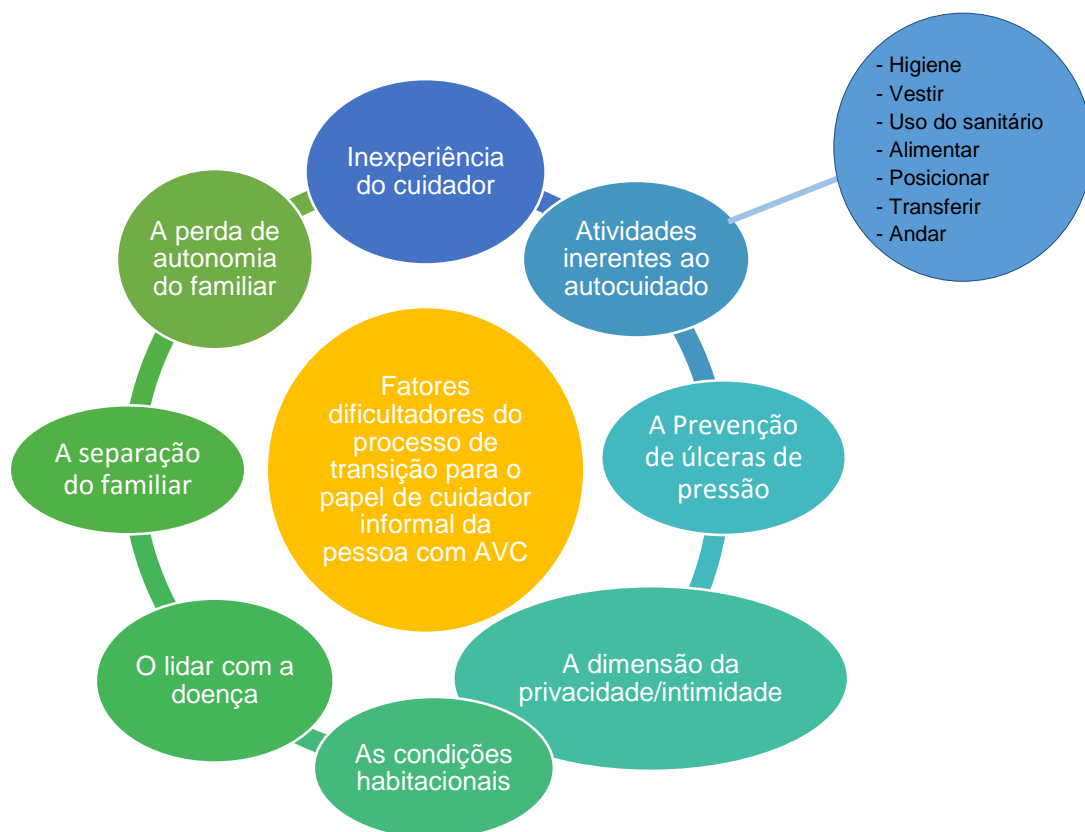 - Higiene
- Vestir
- Uso do sanitário
- Alimentar
- Posicionar
- Transferir
- Andar
Inexperiência
do cuidador
Atividades
inerentes ao
autocuidado
A Prevenção
de úlceras de
pressão
A dimensão da
privacidade/intimidade
As condições
habitacionais
O lidar com a
doença
A separação
do familiar
A perda de
autonomia
do familiar
Fatores
dificultadores do
processo de
transição para o
papel de cuidador
informal da
pessoa com AVC